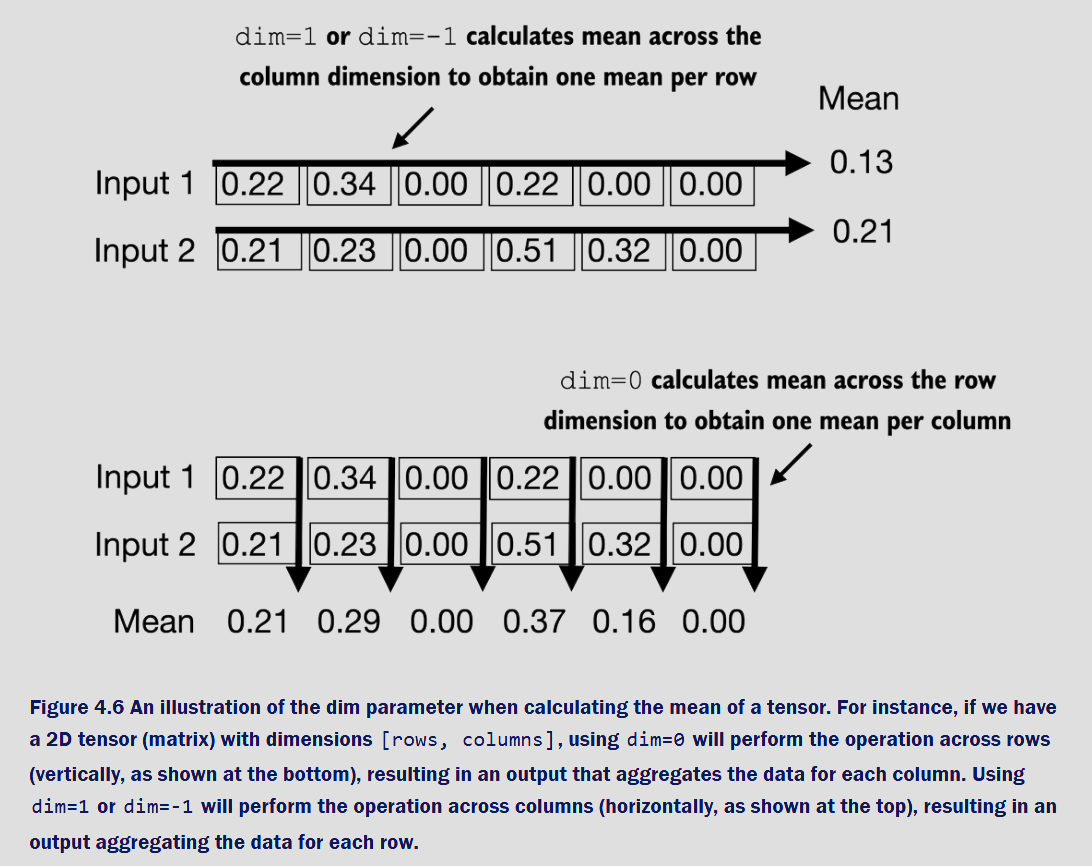 dim=1 or dim=-1 calculates mean across the
column dimension to obtain one mean per row
Mean
Input 1 0.22 0.34 0.00 0.22 0.00 0.00 0.13
Input 2 0.21 0.23 0.00 0.51 0.32 0.00 0.21
dim=0 calculates mean across the row
dimension to obtain one mean per column
Input 1 0.22 0.34 0.00 0.22 0.00 0.00
Input 2 0.21 0.23 0.00 0.51 0.32 0.00
Mean 0.21 0.29 0.00 0.37 0.16 0.00
Figure 4.6 An illustration of the dim parameter when calculating the mean of a tensor. For instance, if we have
a 2D tensor (matrix) with dimensions [rows, columns], using dim=0 will perform the operation across rows
(vertically, as shown at the bottom), resulting in an output that aggregates the data for each column. Using
dim=1 or dim=-1 will perform the operation across columns (horizontally, as shown at the top), resulting in an
output aggregating the data for each row.